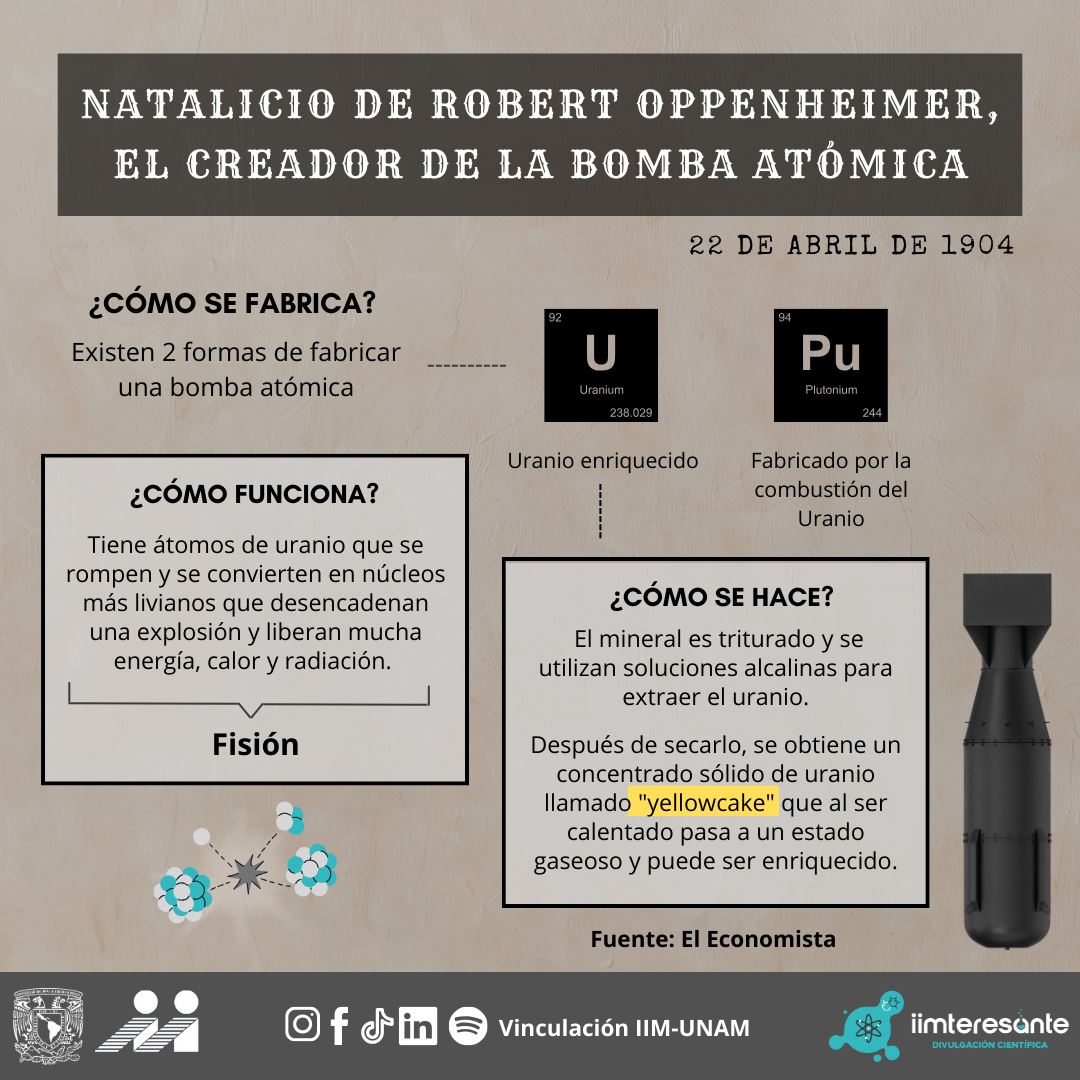 NATALICIO DE ROBERT OPPENHEIMER,
EL CREADOR DE LA BOMBA ATÓMICA
22 DE ABRIL DE 1904
¿CÓMO SE FABRICA?
Existen 2 formas de fabricar
una bomba atómica
92
U
Uranium
238.029
94
Pu
Plutonium
244
Uranio enriquecido
Fabricado por la
combustión del
Uranio
¿CÓMO FUNCIONA?
Tiene átomos de uranio que se
rompen y se convierten en núcleos
más livianos que desencadenan
una explosión y liberan mucha
energía, calor y radiación.
Fisión
¿CÓMO SE HACE?
El mineral es triturado y se
utilizan soluciones alcalinas para
extraer el uranio.
Después de secarlo, se obtiene un
concentrado sólido de uranio
llamado "yellowcake" que al ser
calentado pasa a un estado
gaseoso y puede ser enriquecido.
Fuente: El Economista
Vinculación IIM-UNAM
iimteresante
DIVULGACIÓN CIENTÍFICA